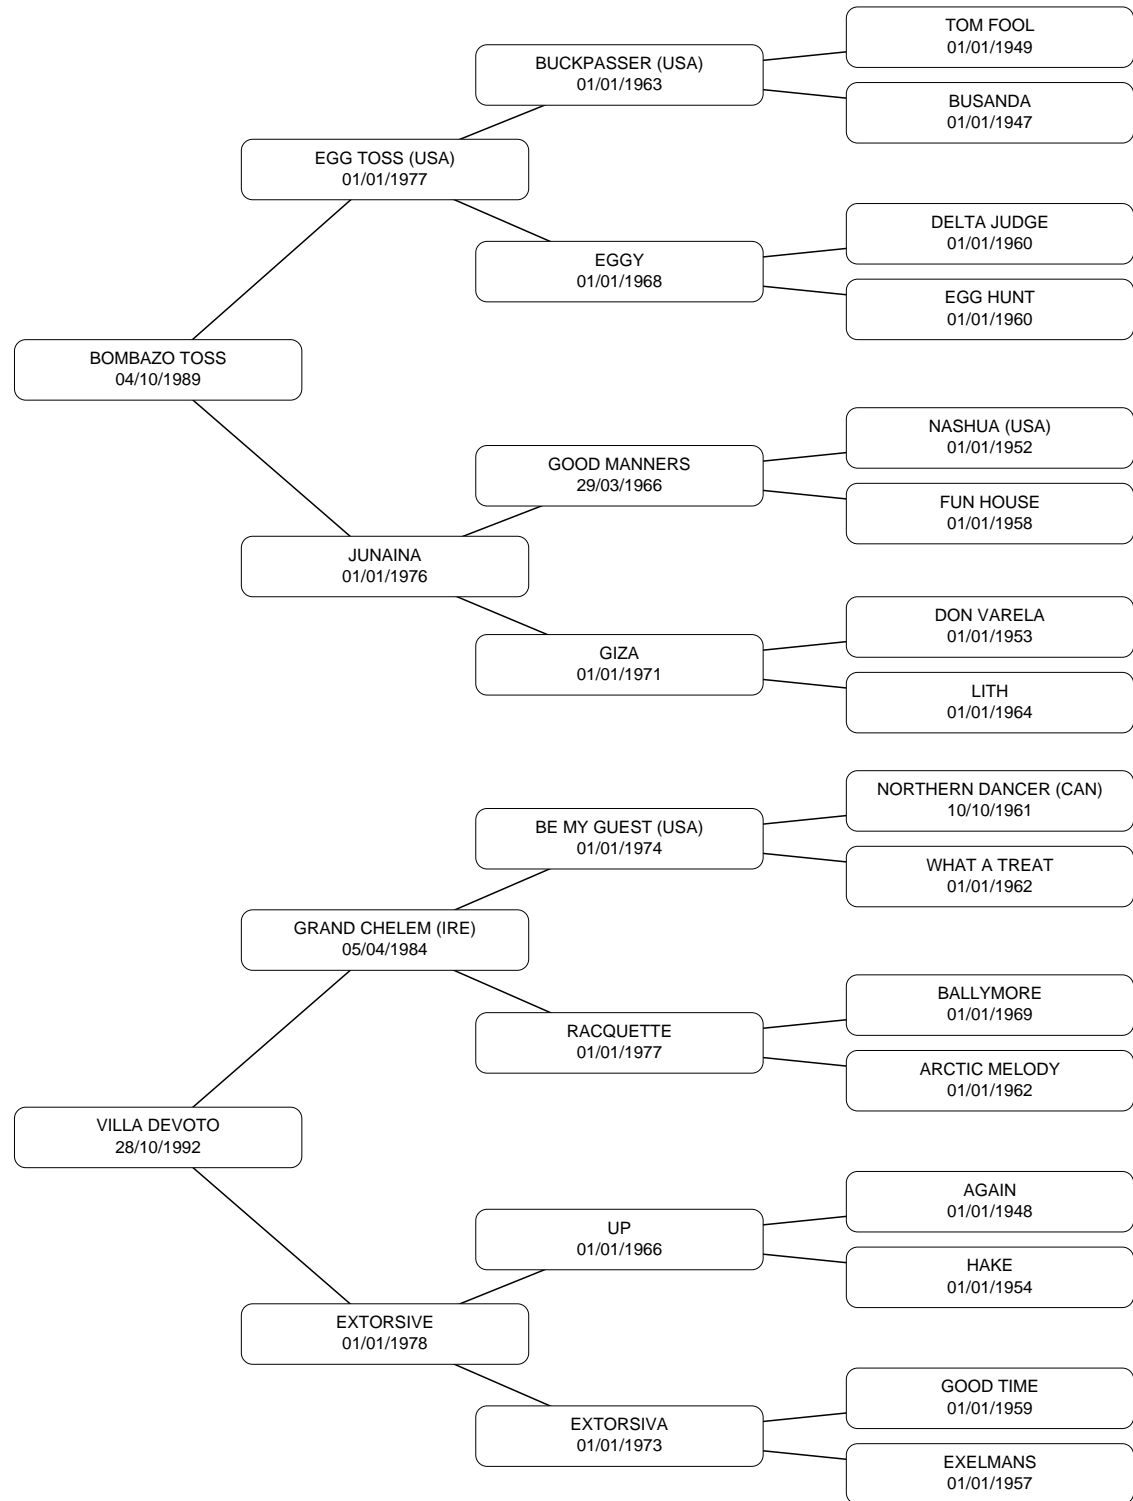 TOM FOOL
01/01/1949
BUCKPASSER (USA)
01/01/1963
BUSANDA
01/01/1947
EGG TOSS (USA)
01/01/1977
DELTA JUDGE
01/01/1960
EGGY
01/01/1968
EGG HUNT
01/01/1960
BOMBAZO TOSS
04/10/1989
NASHUA (USA)
01/01/1952
GOOD MANNERS
29/03/1966
FUN HOUSE
01/01/1958
JUNAINA
01/01/1976
DON VARELA
01/01/1953
GIZA
01/01/1971
LITH
01/01/1964
NORTHERN DANCER (CAN)
10/10/1961
BE MY GUEST (USA)
01/01/1974
WHAT A TREAT
01/01/1962
GRAND CHELEM (IRE)
05/04/1984
BALLYMORE
01/01/1969
RACQUETTE
01/01/1977
ARCTIC MELODY
01/01/1962
VILLA DEVOTO
28/10/1992
AGAIN
01/01/1948
UP
01/01/1966
HAKE
01/01/1954
EXTORSIVE
01/01/1978
GOOD TIME
01/01/1959
EXTORSIVA
01/01/1973
EXELMANS
01/01/1957